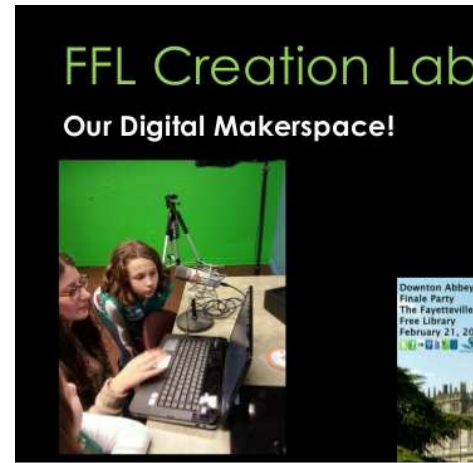 FFL Creation Lab
Our Digital Makerspace!
Downton Abbey
Finale Party
The Fayetteville
Free Library
February 21, 20